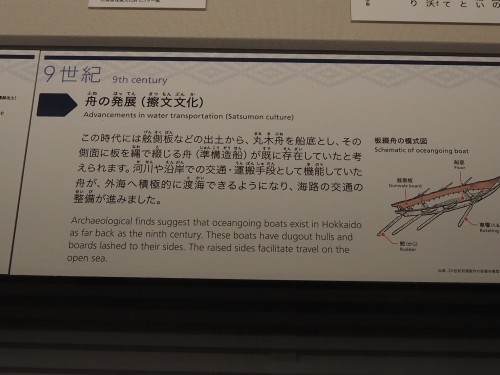 9世紀 9th century
舟の発展(擦文文化)
Advancements in water transportation (Satsumon culture)
この時代には舷側板などの出土から、丸木舟を船底とし、その
側面に板を縄で綴じる舟(準構造船)が既に存在していたと考
えられます。河川や沿岸での交通・運搬手段として機能していた
舟が、外海へ積極的に渡海できるようになり、海路の交通の
整備が進みました。
Archaeological finds suggest that oceangoing boats exist in Hokkaido
as far back as the ninth century. These boats have dugout hulls and
boards lashed to their sides. The raised sides facilitate travel on the
open sea.
板綴舟の模式図
Schematic of oceangoing boat
Prow
舷側板
Gunwale board
舵(かじ)
Rudder